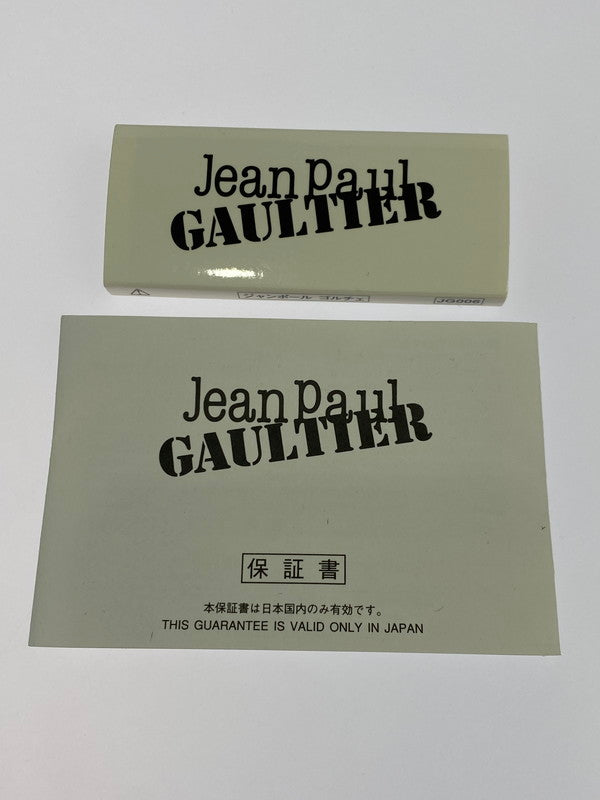 Jean Paul
GAULTIER
ジャンポール ゴルチェ
JG006
Jean Paul
GAULTIER
保証書
本保証書は日本国内のみ有効です。
THIS GUARANTEE IS VALID ONLY IN JAPAN